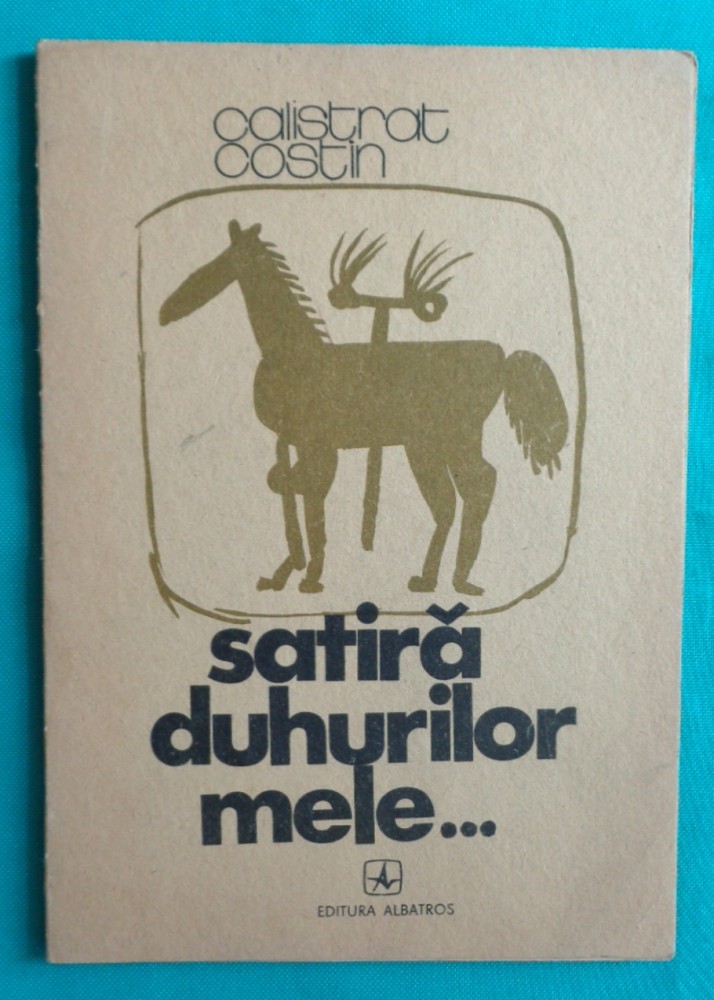 calistrat
costin
satiră
duhurilor
mele...
EDITURA ALBATROS